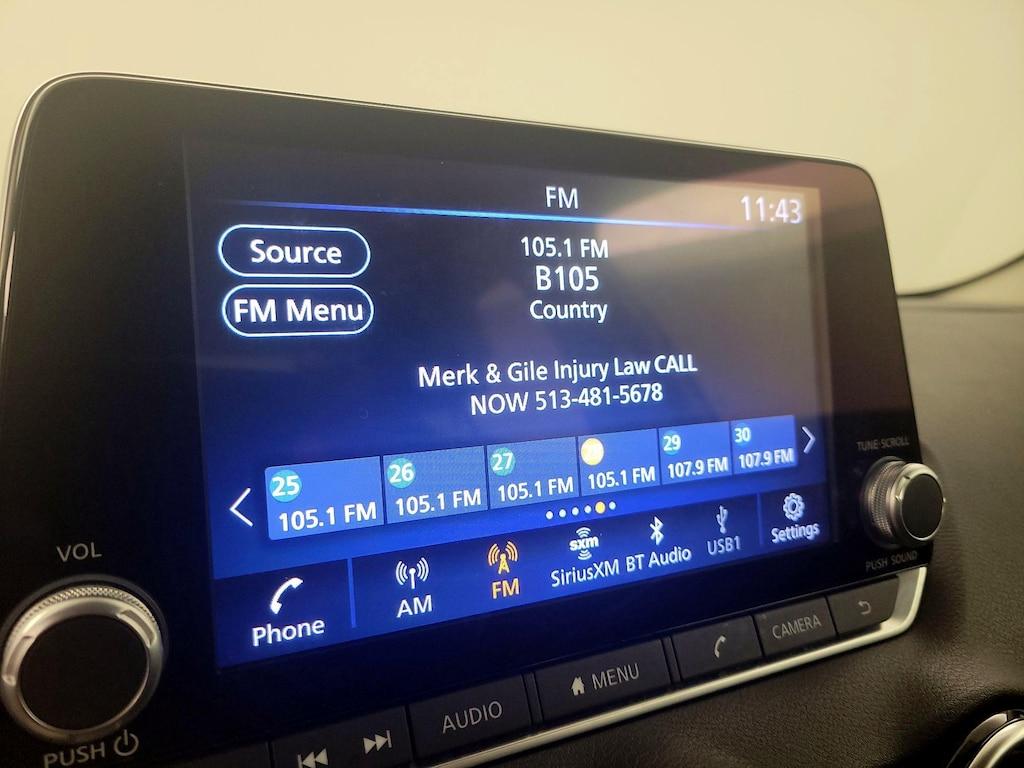 FM
11:43
Source
105.1 FM
B105
FM Menu
Country
Merk & Gile Injury Law CALL
NOW 513-481-5678
25 26 27 28 29 30
105.1 FM 105.1 FM 105.1 FM 105.1 FM 107.9 FM 107.9 FM
Phone
AM
FM
sxm
SiriusXM
BT Audio
USB1
Settings
VOL
PUSH
TUNE·SCROLL
PUSH SOUND
AUDIO
MENU
CAMERA